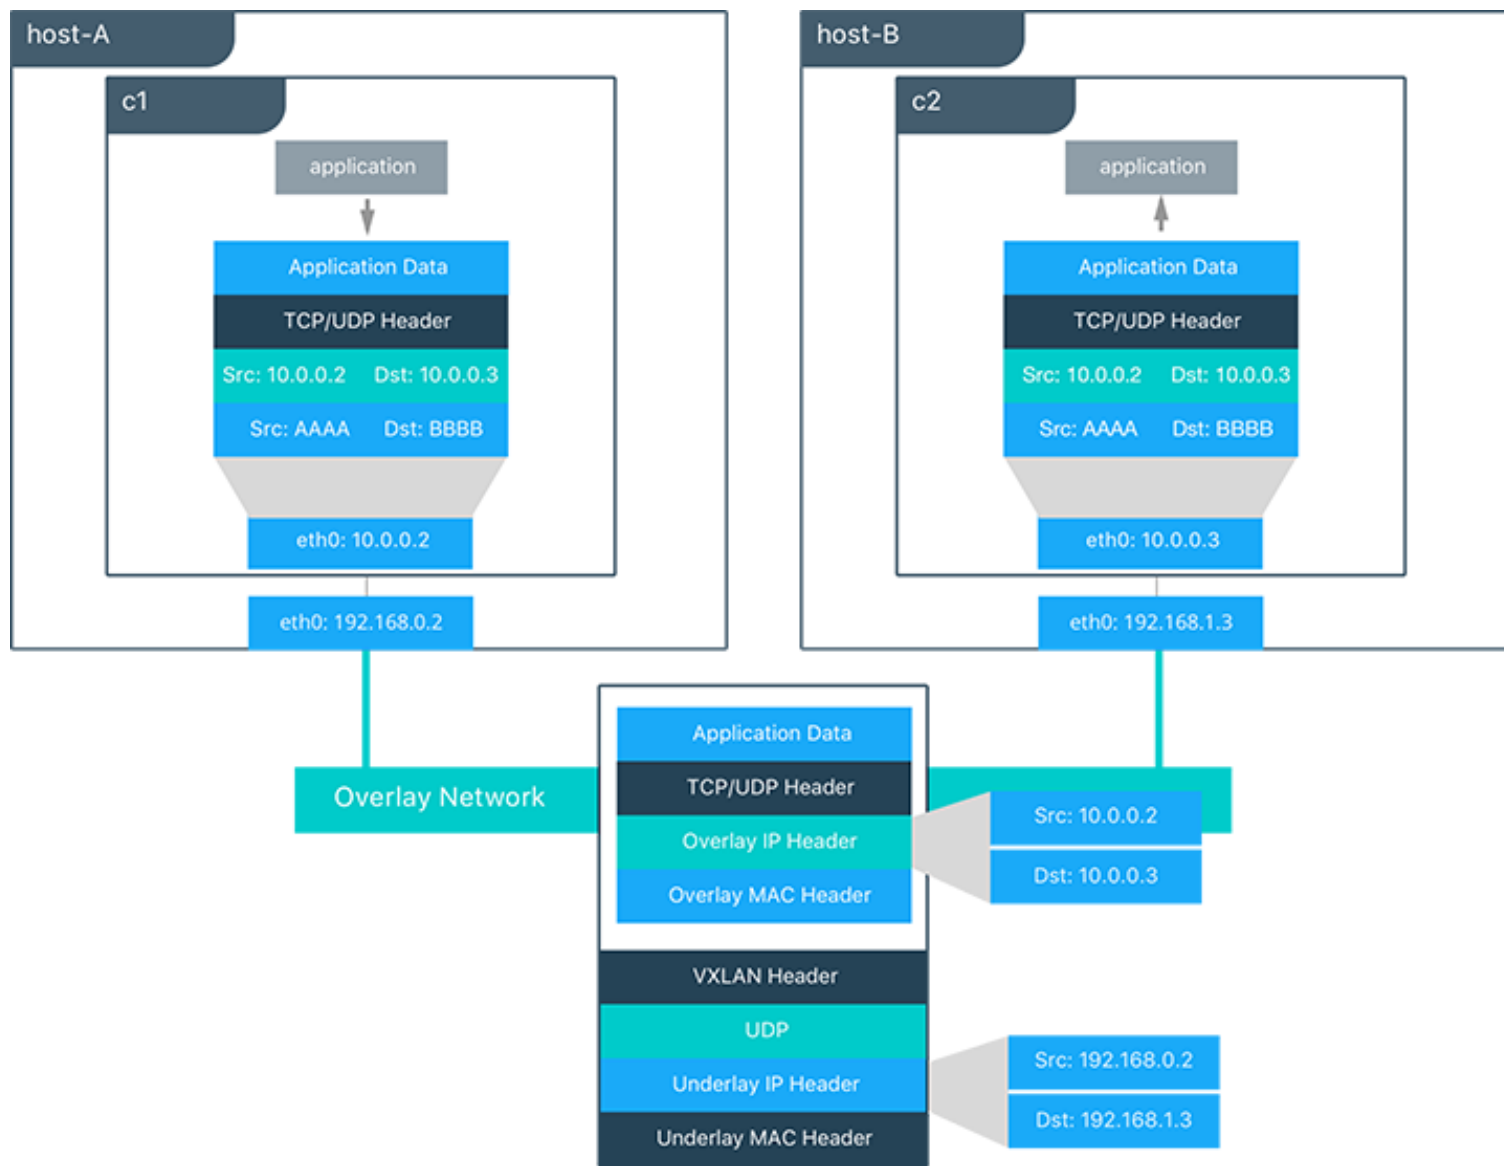 host-A
c1
application
Application Data
TCP/UDP Header
Src: 10.0.0.2 Dst: 10.0.0.3
Src: AAAA Dst: BBBB
eth0: 10.0.0.2
eth0: 192.168.0.2
host-B
c2
application
Application Data
TCP/UDP Header
Src: 10.0.0.2 Dst: 10.0.0.3
Src: AAAA Dst: BBBB
eth0: 10.0.0.3
eth0: 192.168.1.3
Overlay Network
Application Data
TCP/UDP Header
Overlay IP Header
Overlay MAC Header
Src: 10.0.0.2
Dst: 10.0.0.3
VXLAN Header
UDP
Underlay IP Header
Underlay MAC Header
Src: 192.168.0.2
Dst: 192.168.1.3